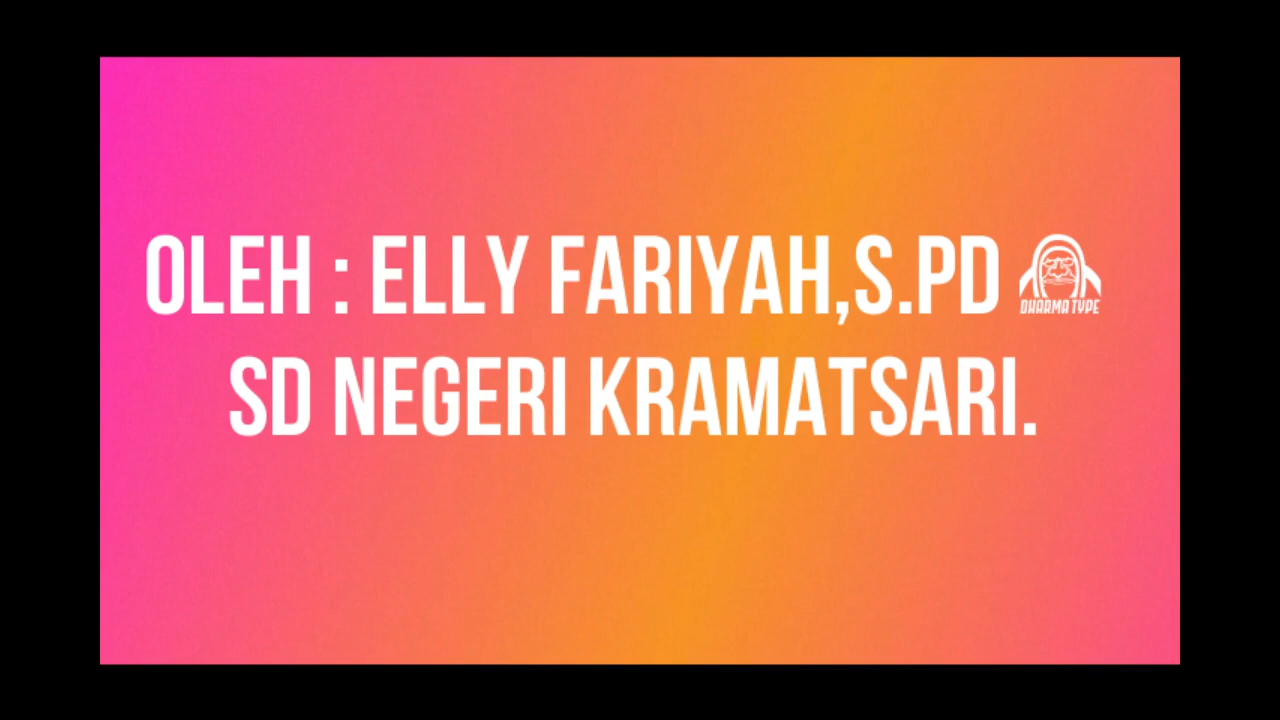 OLEH : ELLY FARIYAH,S.PD DHARMA TYPE
SD NEGERI KRAMATSARI.